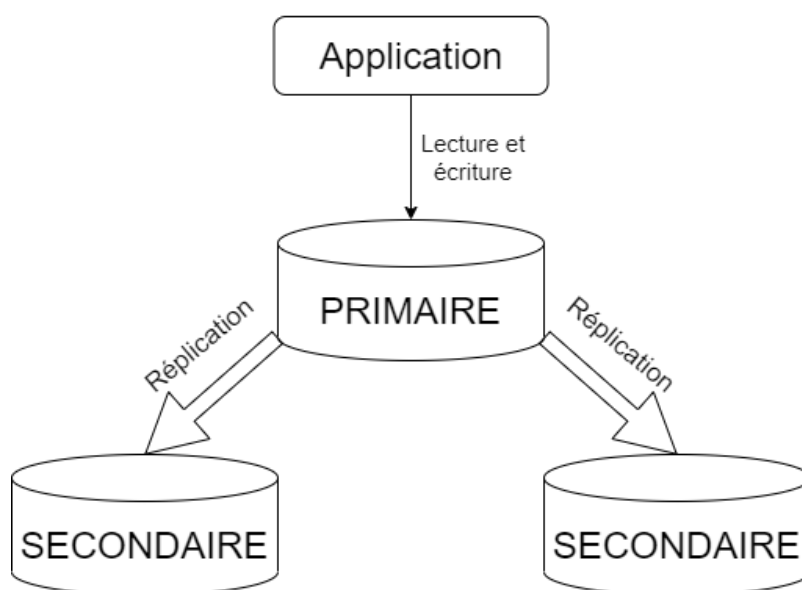 Application
Lecture et
écriture
PRIMAIRE
Réplication
Réplication
SECONDAIRE
SECONDAIRE